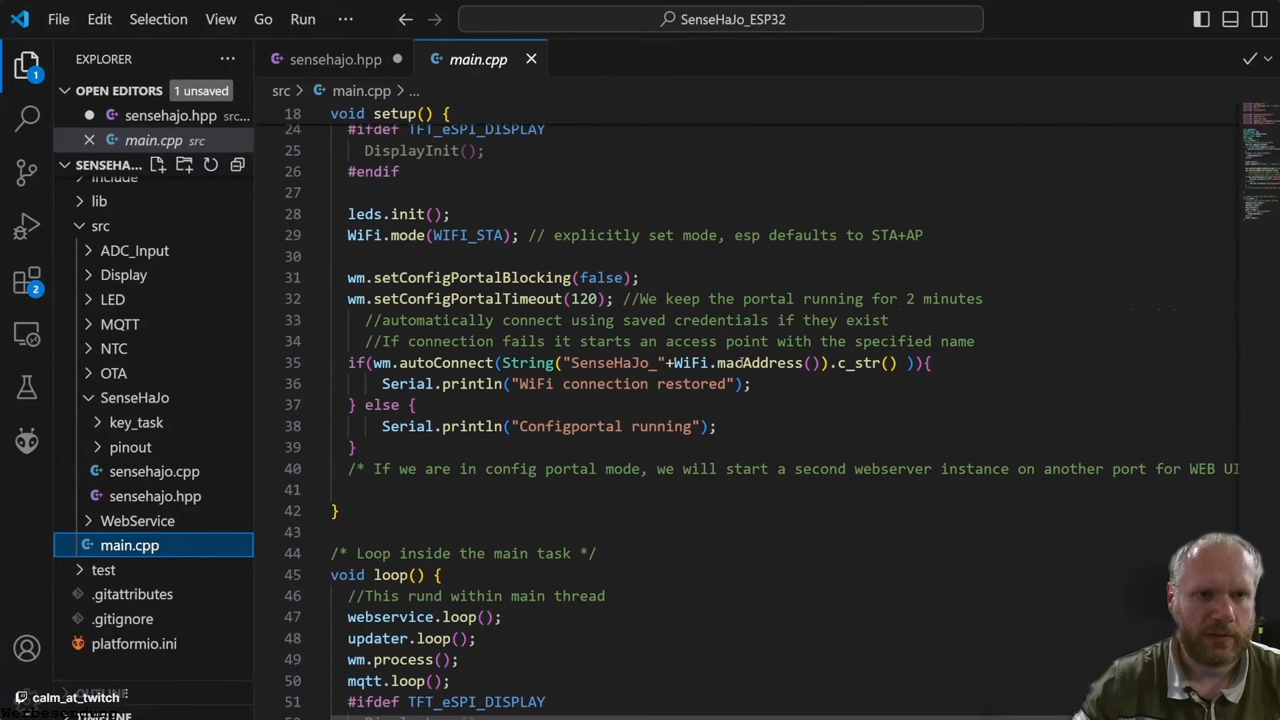 File Edit Selection View Go Run ··· SenseHaJo_ESP32
EXPLORER ···
OPEN EDITORS 1 unsaved
sensehajo.hpp src...
main.cpp src
SENSEHA...
include
lib
src
ADC_Input
Display
LED
MQTT
NTC
OTA
SenseHaJo
key_task
pinout
sensehajo.cpp
sensehajo.hpp
WebService
main.cpp
test
.gitattributes
.gitignore
platformio.ini
OUTLINE
1
2
calm_at_twitch
sensehajo.hpp main.cpp
src > main.cpp > ...
18 void setup() {
24 #ifdef TFT_eSPI_DISPLAY
25 DisplayInit();
26 #endif
27
28 leds.init();
29 WiFi.mode(WIFI_STA); // explicitly set mode, esp defaults to STA+AP
30
31 wm.setConfigPortalBlocking(false);
32 wm.setConfigPortalTimeout(120); //We keep the portal running for 2 minutes
33 //automatically connect using saved credentials if they exist
34 //If connection fails it starts an access point with the specified name
35 if(wm.autoConnect(String("SenseHaJo_"+WiFi.macAddress()).c_str() )){
36 Serial.println("WiFi connection restored");
37 } else {
38 Serial.println("Configportal running");
39 }
40 /* If we are in config portal mode, we will start a second webserver instance on another port for WEB UI
41
42 }
43
44 /* Loop inside the main task */
45 void loop() {
46 //This rund within main thread
47 webservice.loop();
48 updater.loop();
49 wm.process();
50 mqtt.loop();
51 #ifdef TFT_eSPI_DISPLAY